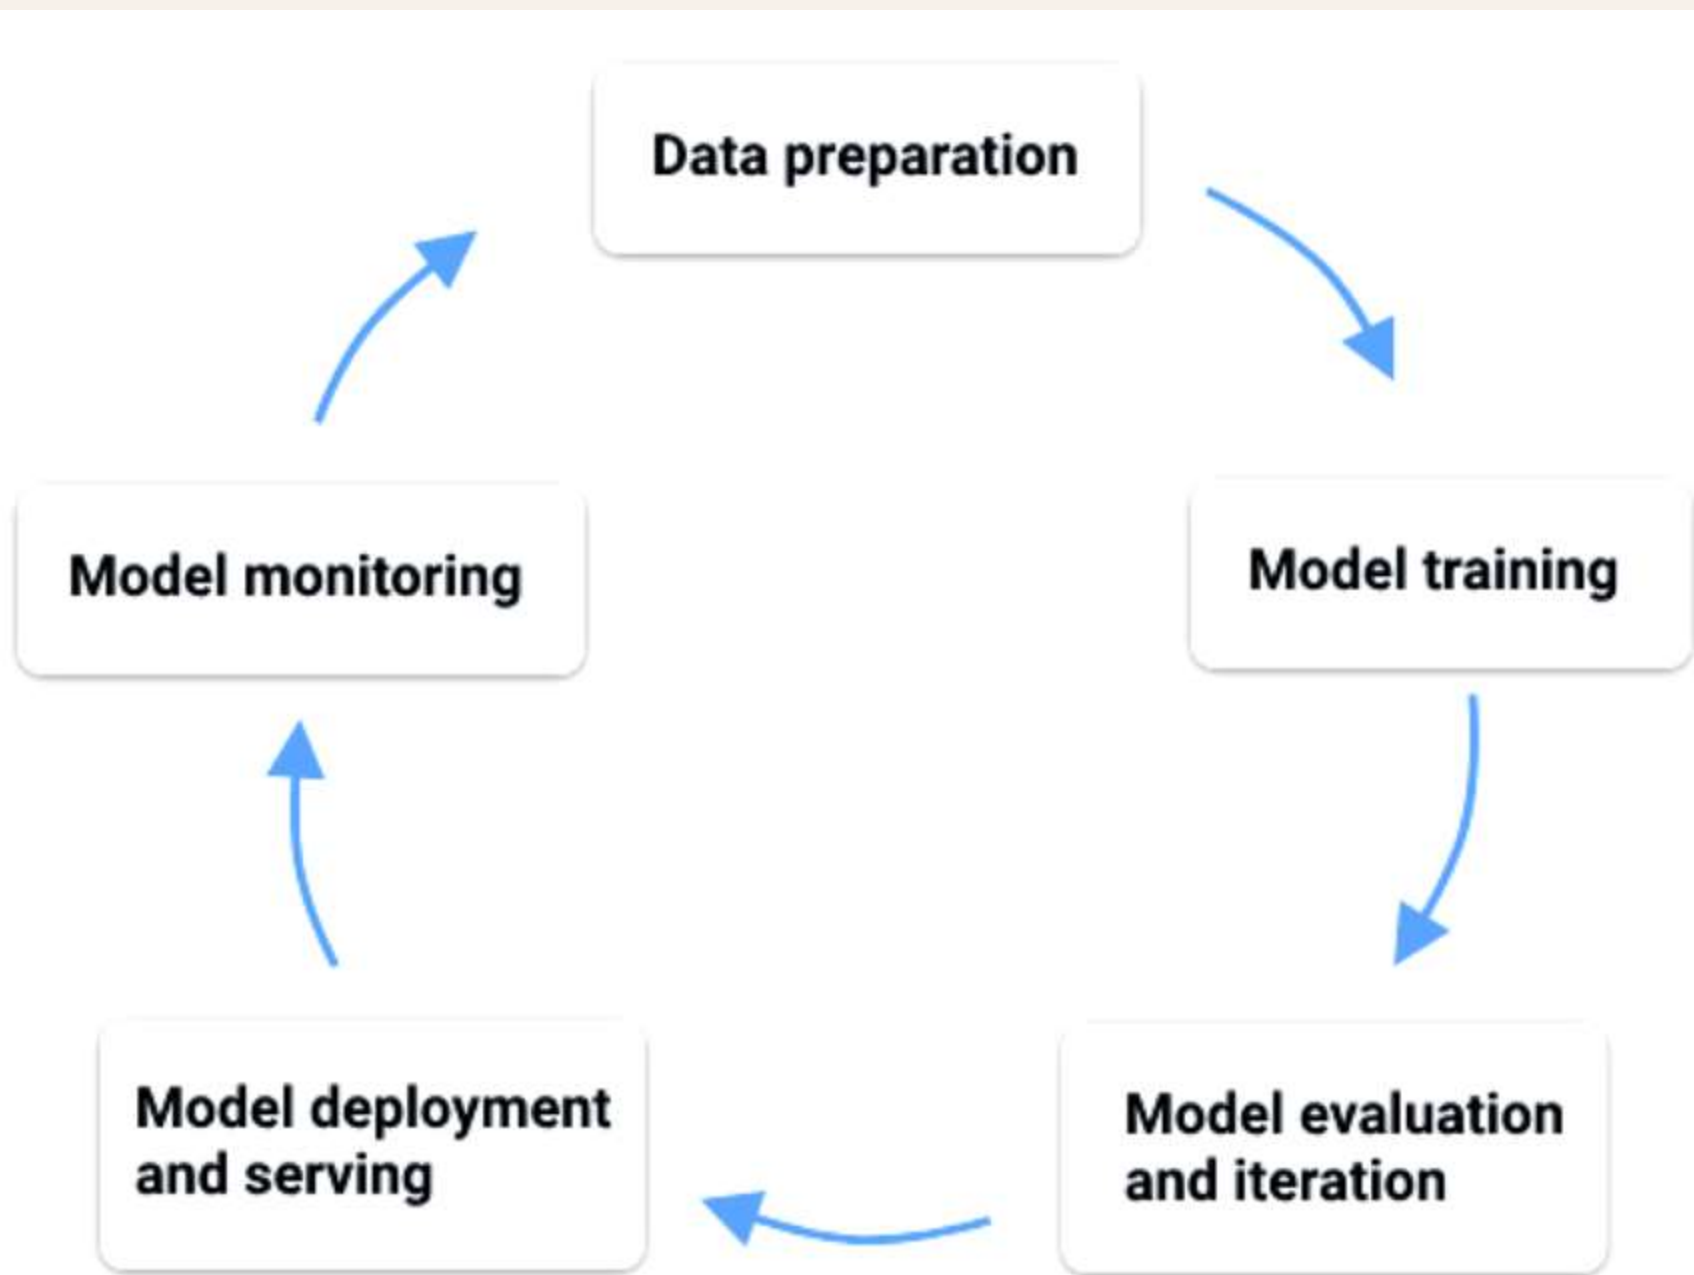 Data preparation
Model monitoring
Model training
Model deployment
and serving
Model evaluation
and iteration